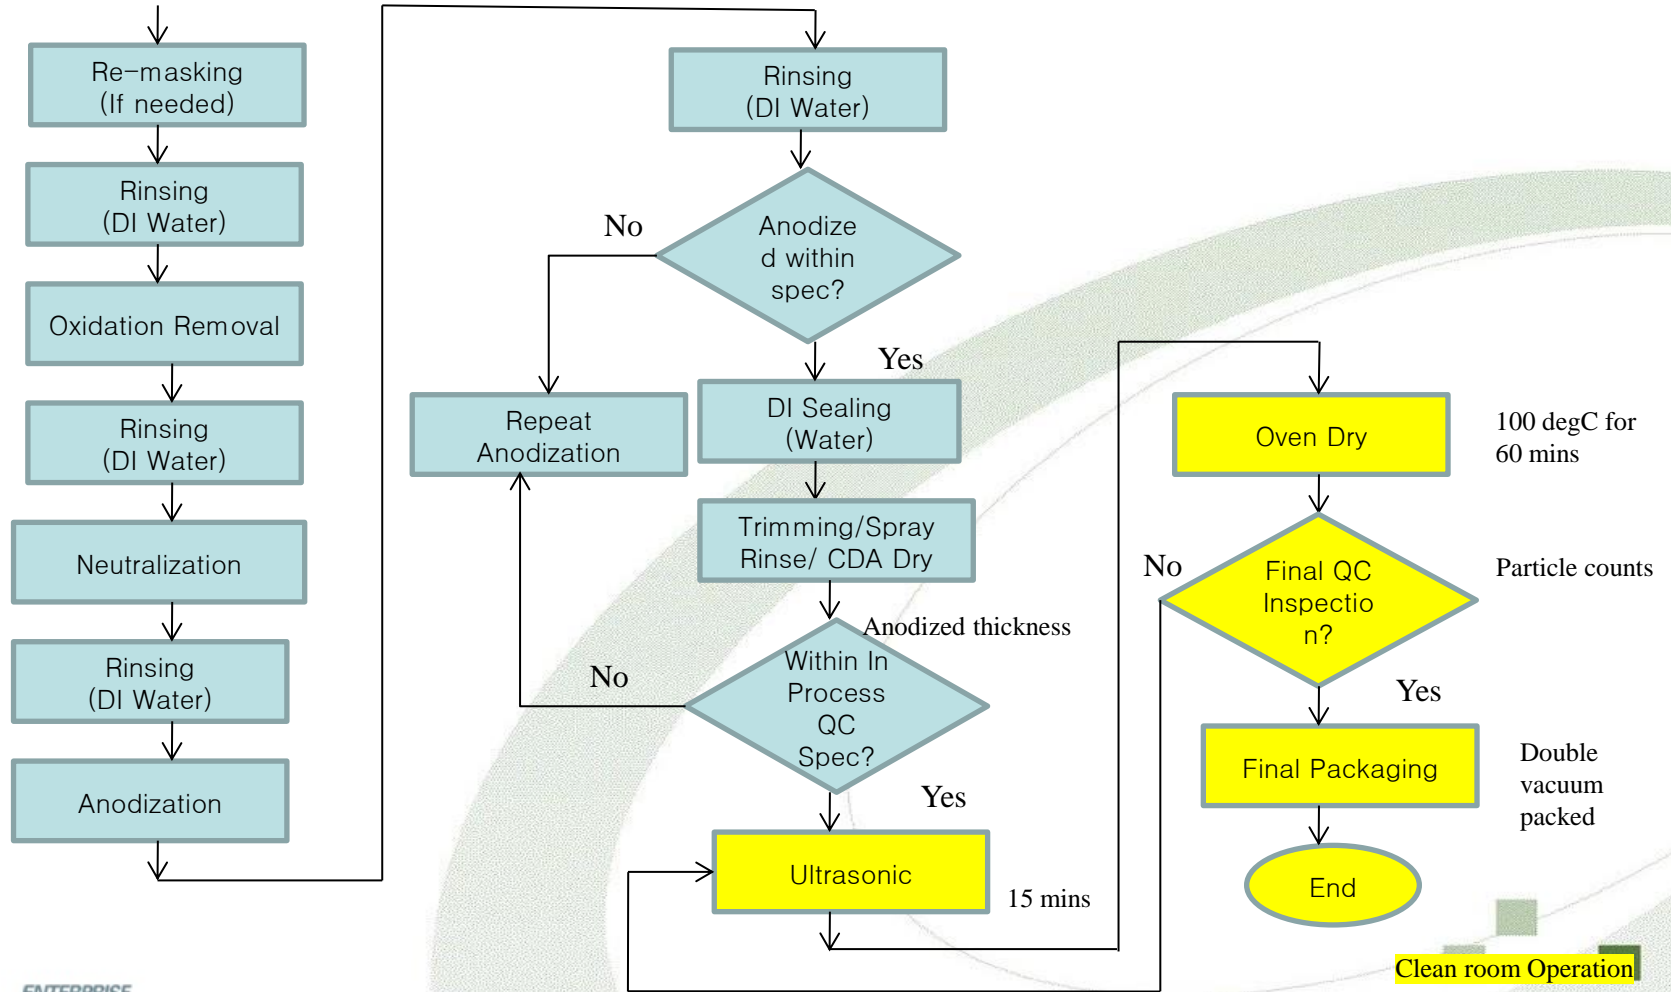 Re-masking
(If needed)
Rinsing
(DI Water)
Oxidation Removal
Rinsing
(DI Water)
Neutralization
Rinsing
(DI Water)
Anodization
Rinsing
(DI Water)
No
Anodize
d within
spec?
Yes
Repeat
Anodization
DI Sealing
(Water)
Trimming/Spray
Rinse/ CDA Dry
Anodized thickness
No
Within In
Process
QC
Spec?
Yes
Ultrasonic
15 mins
Oven Dry
100 degC for
60 mins
No
Final QC
Inspectio
n?
Particle counts
Yes
Final Packaging
Double
vacuum
packed
End
Clean room Operation
ENTERPRISE